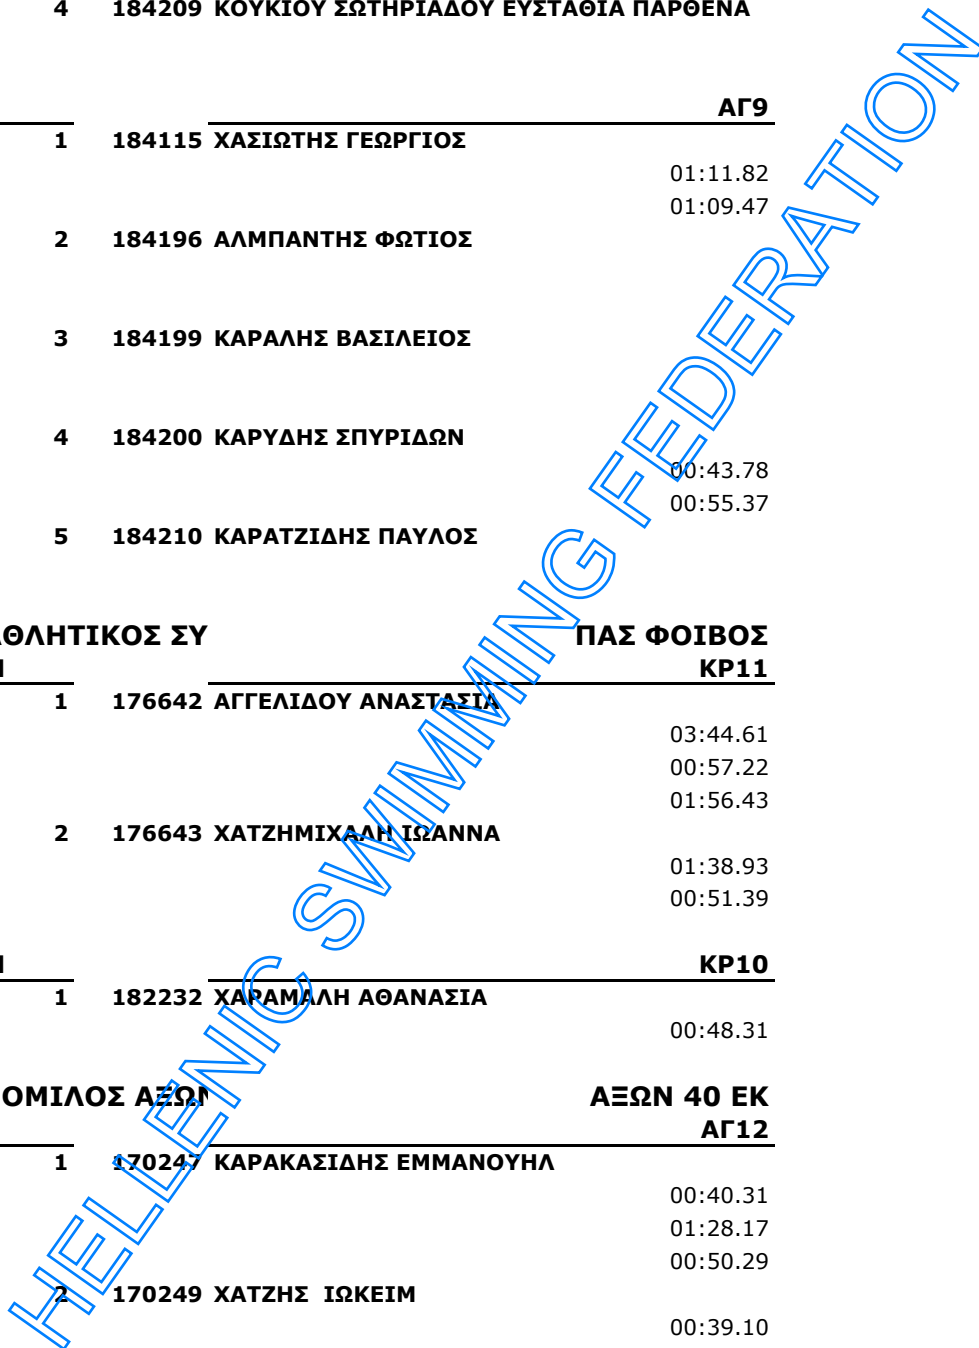 4 184209 ΚΟΥΚΙΟΥ ΣΩΤΗΡΙΑΔΟΥ ΕΥΣΤΑΘΙΑ ΠΑΡΘΕΝΑ
ΑΓ9
1 184115 ΧΑΣΙΩΤΗΣ ΓΕΩΡΓΙΟΣ
01:11.82
01:09.47
2 184196 ΑΛΜΠΑΝΤΗΣ ΦΩΤΙΟΣ
3 184199 ΚΑΡΑΛΗΣ ΒΑΣΙΛΕΙΟΣ
4 184200 ΚΑΡΥΔΗΣ ΣΠΥΡΙΔΩΝ
00:43.78
00:55.37
5 184210 ΚΑΡΑΤΖΙΔΗΣ ΠΑΥΛΟΣ
ΑΘΛΗΤΙΚΟΣ ΣΥ ΠΑΣ ΦΟΙΒΟΣ
ΚΡ11
1 176642 ΑΓΓΕΛΙΔΟΥ ΑΝΑΣΤΑΣΙΑ
03:44.61
00:57.22
01:56.43
2 176643 ΧΑΤΖΗΜΙΧΑΛΗ ΙΩΑΝΝΑ
01:38.93
00:51.39
ΚΡ10
1 182232 ΧΑΡΑΜΑΛΗ ΑΘΑΝΑΣΙΑ
00:48.31
ΟΜΙΛΟΣ ΑΞΩΝ ΑΞΩΝ 40 ΕΚ
ΑΓ12
1 170247 ΚΑΡΑΚΑΣΙΔΗΣ ΕΜΜΑΝΟΥΗΛ
00:40.31
01:28.17
00:50.29
2 170249 ΧΑΤΖΗΣ ΙΩΚΕΙΜ
00:39.10
HELLENIC SWIMMING FEDERATION